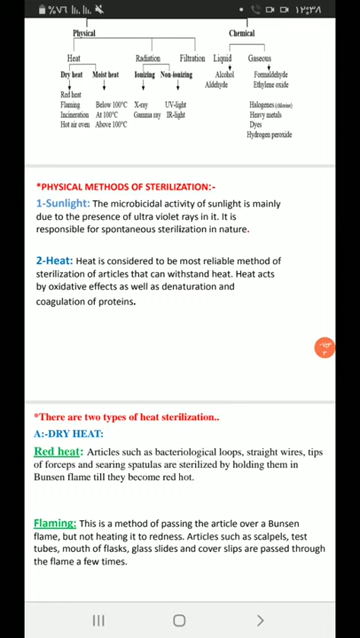 %٧٦
١٢:٣٨
Physical Chemical
Heat Radiation Filtration Liquid Gaseous
Dry heat Moist heat Ionizing Non-ionizing Alcohol Formaldehyde
Aldehyde Ethylene oxide
Red heat
Flaming Below 100°C X-ray UV-light Halogenes (chlorine)
Incineration At 100°C Gamma ray IR-light Heavy metals
Hot air oven Above 100°C Dyes
Hydrogen peroxide
*PHYSICAL METHODS OF STERILIZATION:-
1-Sunlight: The microbicidal activity of sunlight is mainly
due to the presence of ultra violet rays in it. It is
responsible for spontaneous sterilization in nature.
2-Heat: Heat is considered to be most reliable method of
sterilization of articles that can withstand heat. Heat acts
by oxidative effects as well as denaturation and
coagulation of proteins.
*There are two types of heat sterilization..
A:-DRY HEAT:
Red heat: Articles such as bacteriological loops, straight wires, tips
of forceps and searing spatulas are sterilized by holding them in
Bunsen flame till they become red hot.
Flaming: This is a method of passing the article over a Bunsen
flame, but not heating it to redness. Articles such as scalpels, test
tubes, mouth of flasks, glass slides and cover slips are passed through
the flame a few times.